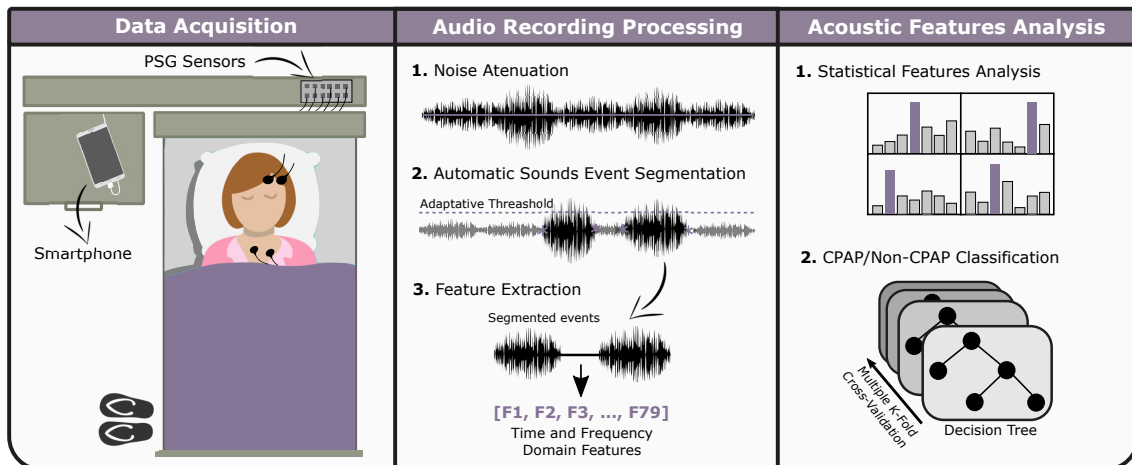 Data Acquisition
PSG Sensors
Smartphone
Audio Recording Processing
1. Noise Atenuation
2. Automatic Sounds Event Segmentation
Adaptative Threshold
3. Feature Extraction
Segmented events
[F1, F2, F3, ..., F79]
Time and Frequency
Domain Features
Acoustic Features Analysis
1. Statistical Features Analysis
2. CPAP/Non-CPAP Classification
Multiple K-Fold
Cross-Validation
Decision Tree